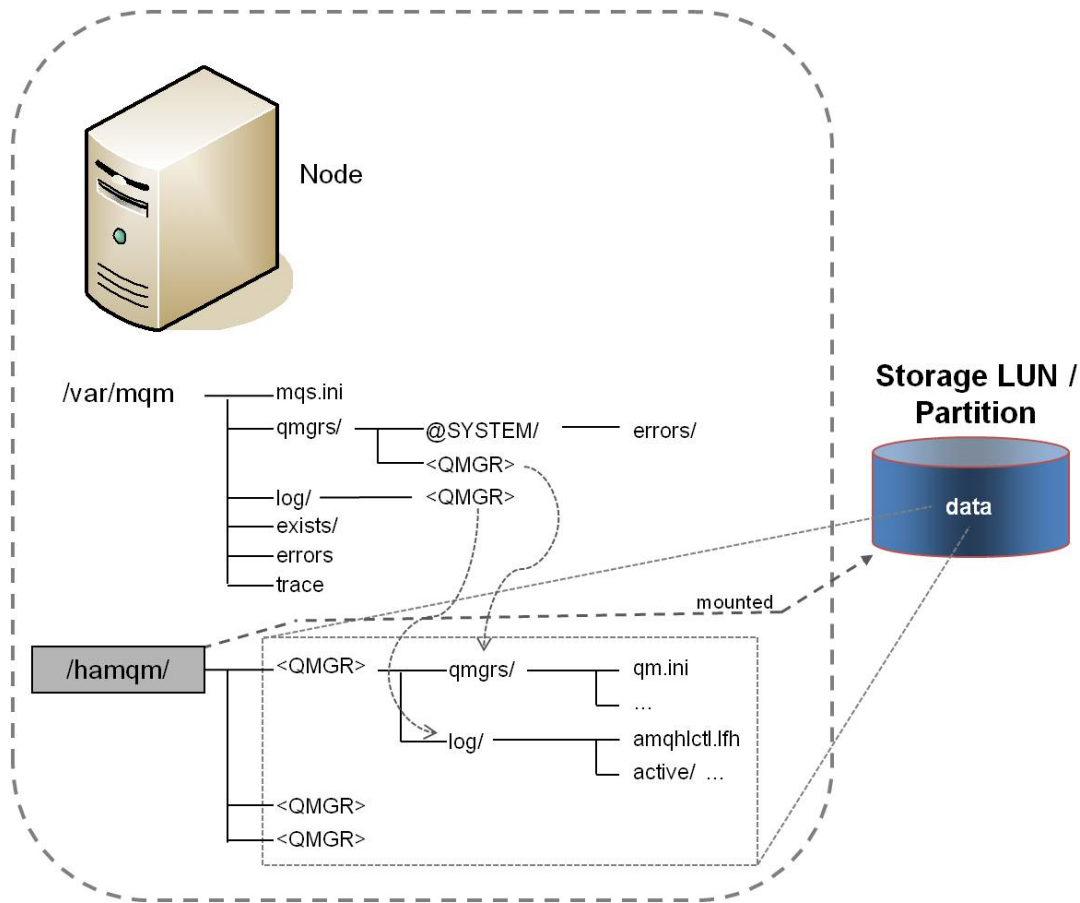 Node
/var/mqm
mqs.ini
qmgrs/
@SYSTEM/
errors/
<QMGR>
log/
<QMGR>
exists/
errors
trace
Storage LUN /
Partition
data
mounted
/hamqm/
<QMGR>
qmgrs/
qm.ini
...
log/
amqhlctl.lfh
active/ ...
<QMGR>
<QMGR>